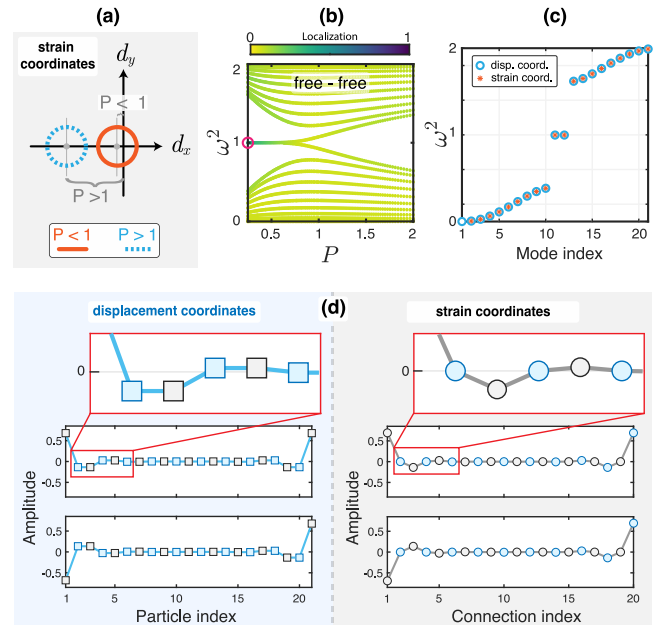 (a)
(b)
(c)
strain
coordinates
d_y
P < 1
d_x
P >1
P < 1
P > 1
Localization
0
1
free - free
2
1
0
ω²
0.5
1
1.5
2
P
disp. coord.
strain coord.
2
1
0
ω²
1
5
10
15
20
Mode index
(d)
displacement coordinates
strain coordinates
0
0
0.5
0
-0.5
0.5
0
-0.5
Amplitude
1
5
10
15
20
Particle index
0.5
0
-0.5
0.5
0
-0.5
Amplitude
1
5
10
15
20
Connection index